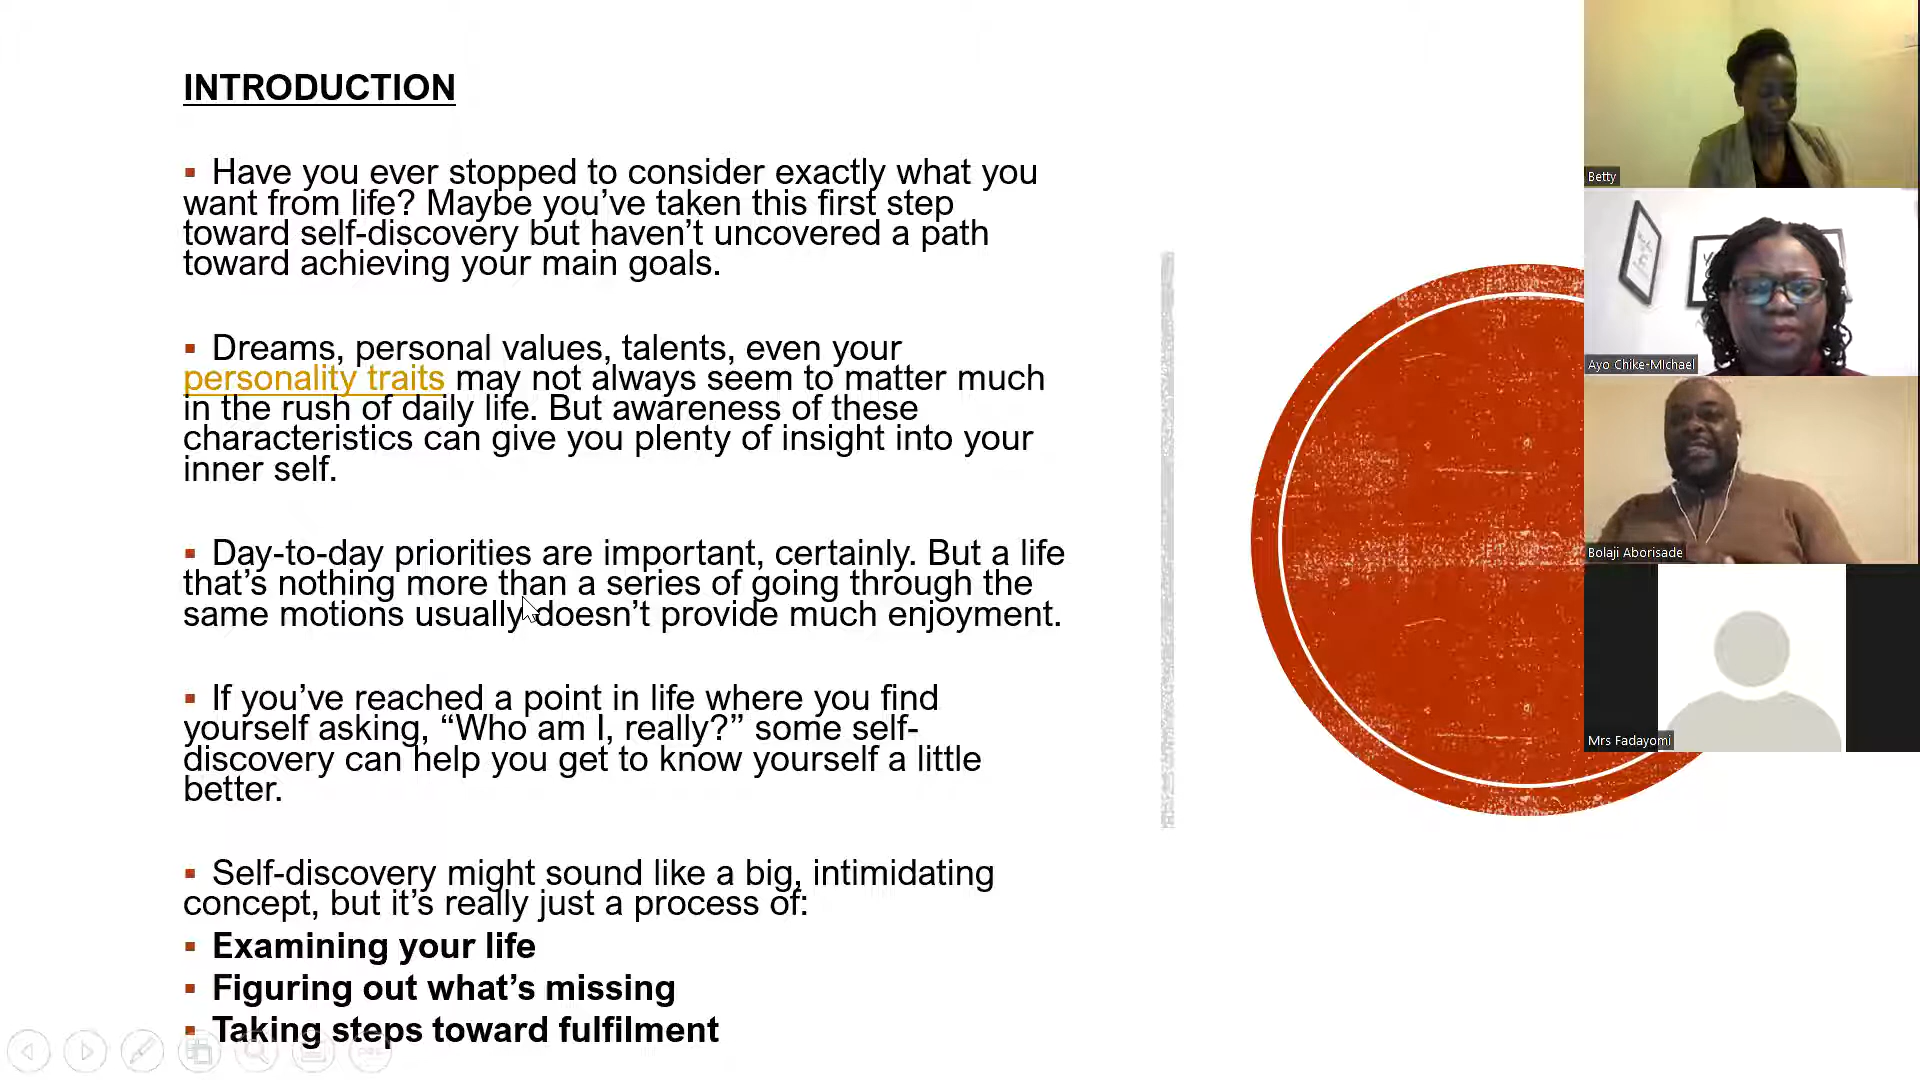 INTRODUCTION
▪ Have you ever stopped to consider exactly what you
want from life? Maybe you’ve taken this first step
toward self-discovery but haven’t uncovered a path
toward achieving your main goals.
▪ Dreams, personal values, talents, even your
personality traits may not always seem to matter much
in the rush of daily life. But awareness of these
characteristics can give you plenty of insight into your
inner self.
▪ Day-to-day priorities are important, certainly. But a life
that’s nothing more than a series of going through the
same motions usually doesn’t provide much enjoyment.
▪ If you’ve reached a point in life where you find
yourself asking, “Who am I, really?” some self-
discovery can help you get to know yourself a little
better.
▪ Self-discovery might sound like a big, intimidating
concept, but it’s really just a process of:
▪ Examining your life
▪ Figuring out what’s missing
▪ Taking steps toward fulfilment
Betty
Ayo Chike-Michael
Bolaji Aborisade
Mrs Fadayomi